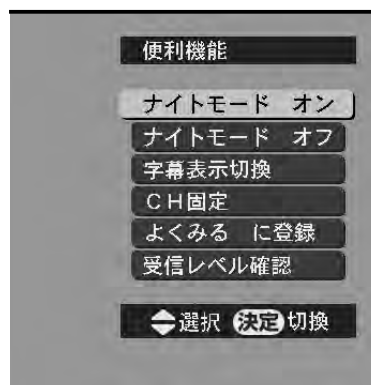 便利機能
ナイトモード オン
ナイトモード オフ
字幕表示切換
CH固定
よくみる に登録
受信レベル確認
選択 決定 切換